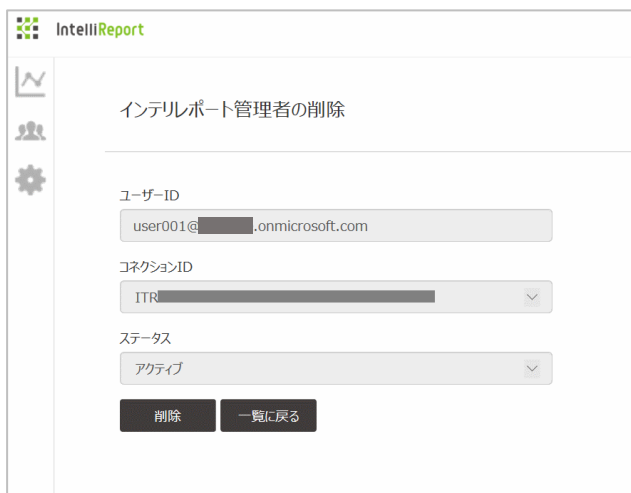 IntelliReport
インテリレポート管理者の削除
ユーザーID
user001@ .onmicrosoft.com
コネクションID
ITR
ステータス
アクティブ
削除 一覧に戻る